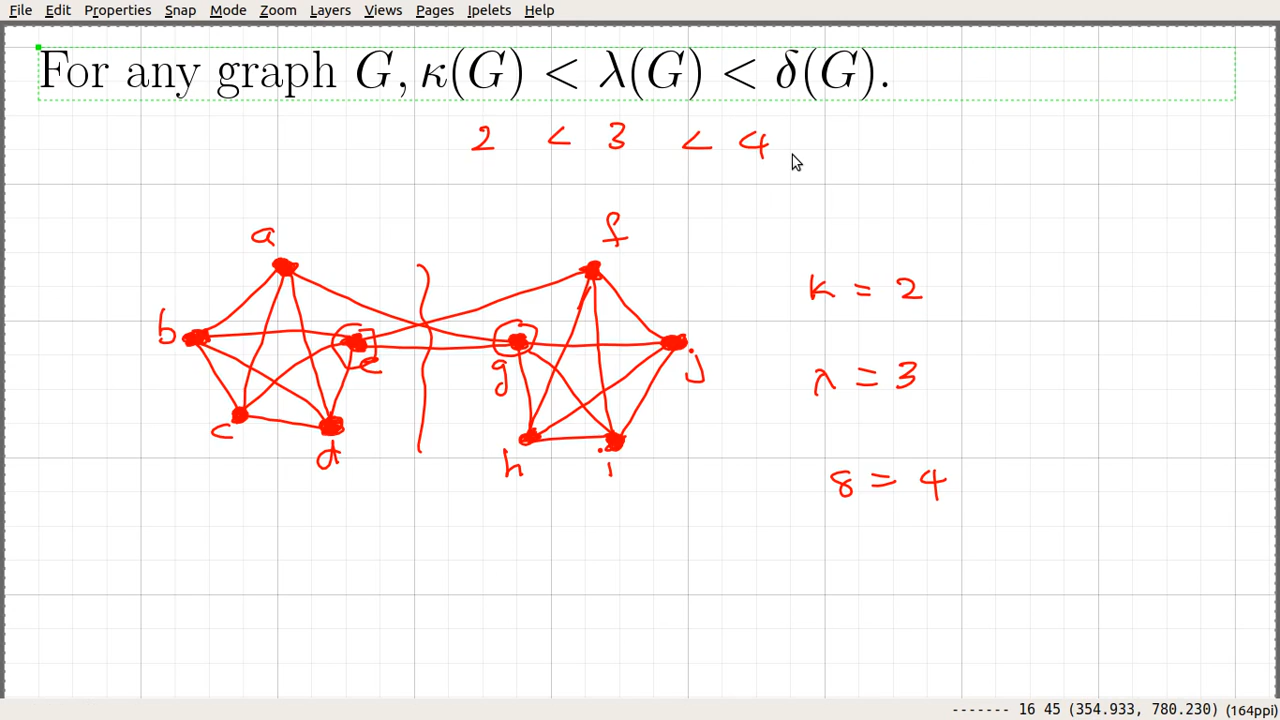 File Edit Properties Snap Mode Zoom Layers Views Pages Ipelets Help
For any graph G, κ(G) < λ(G) < δ(G).
2 < 3 < 4
a
f
b
e
g
j
c
d
h
i
κ = 2
λ = 3
δ = 4
------- 16 45 (354.933, 780.230) (164ppi)